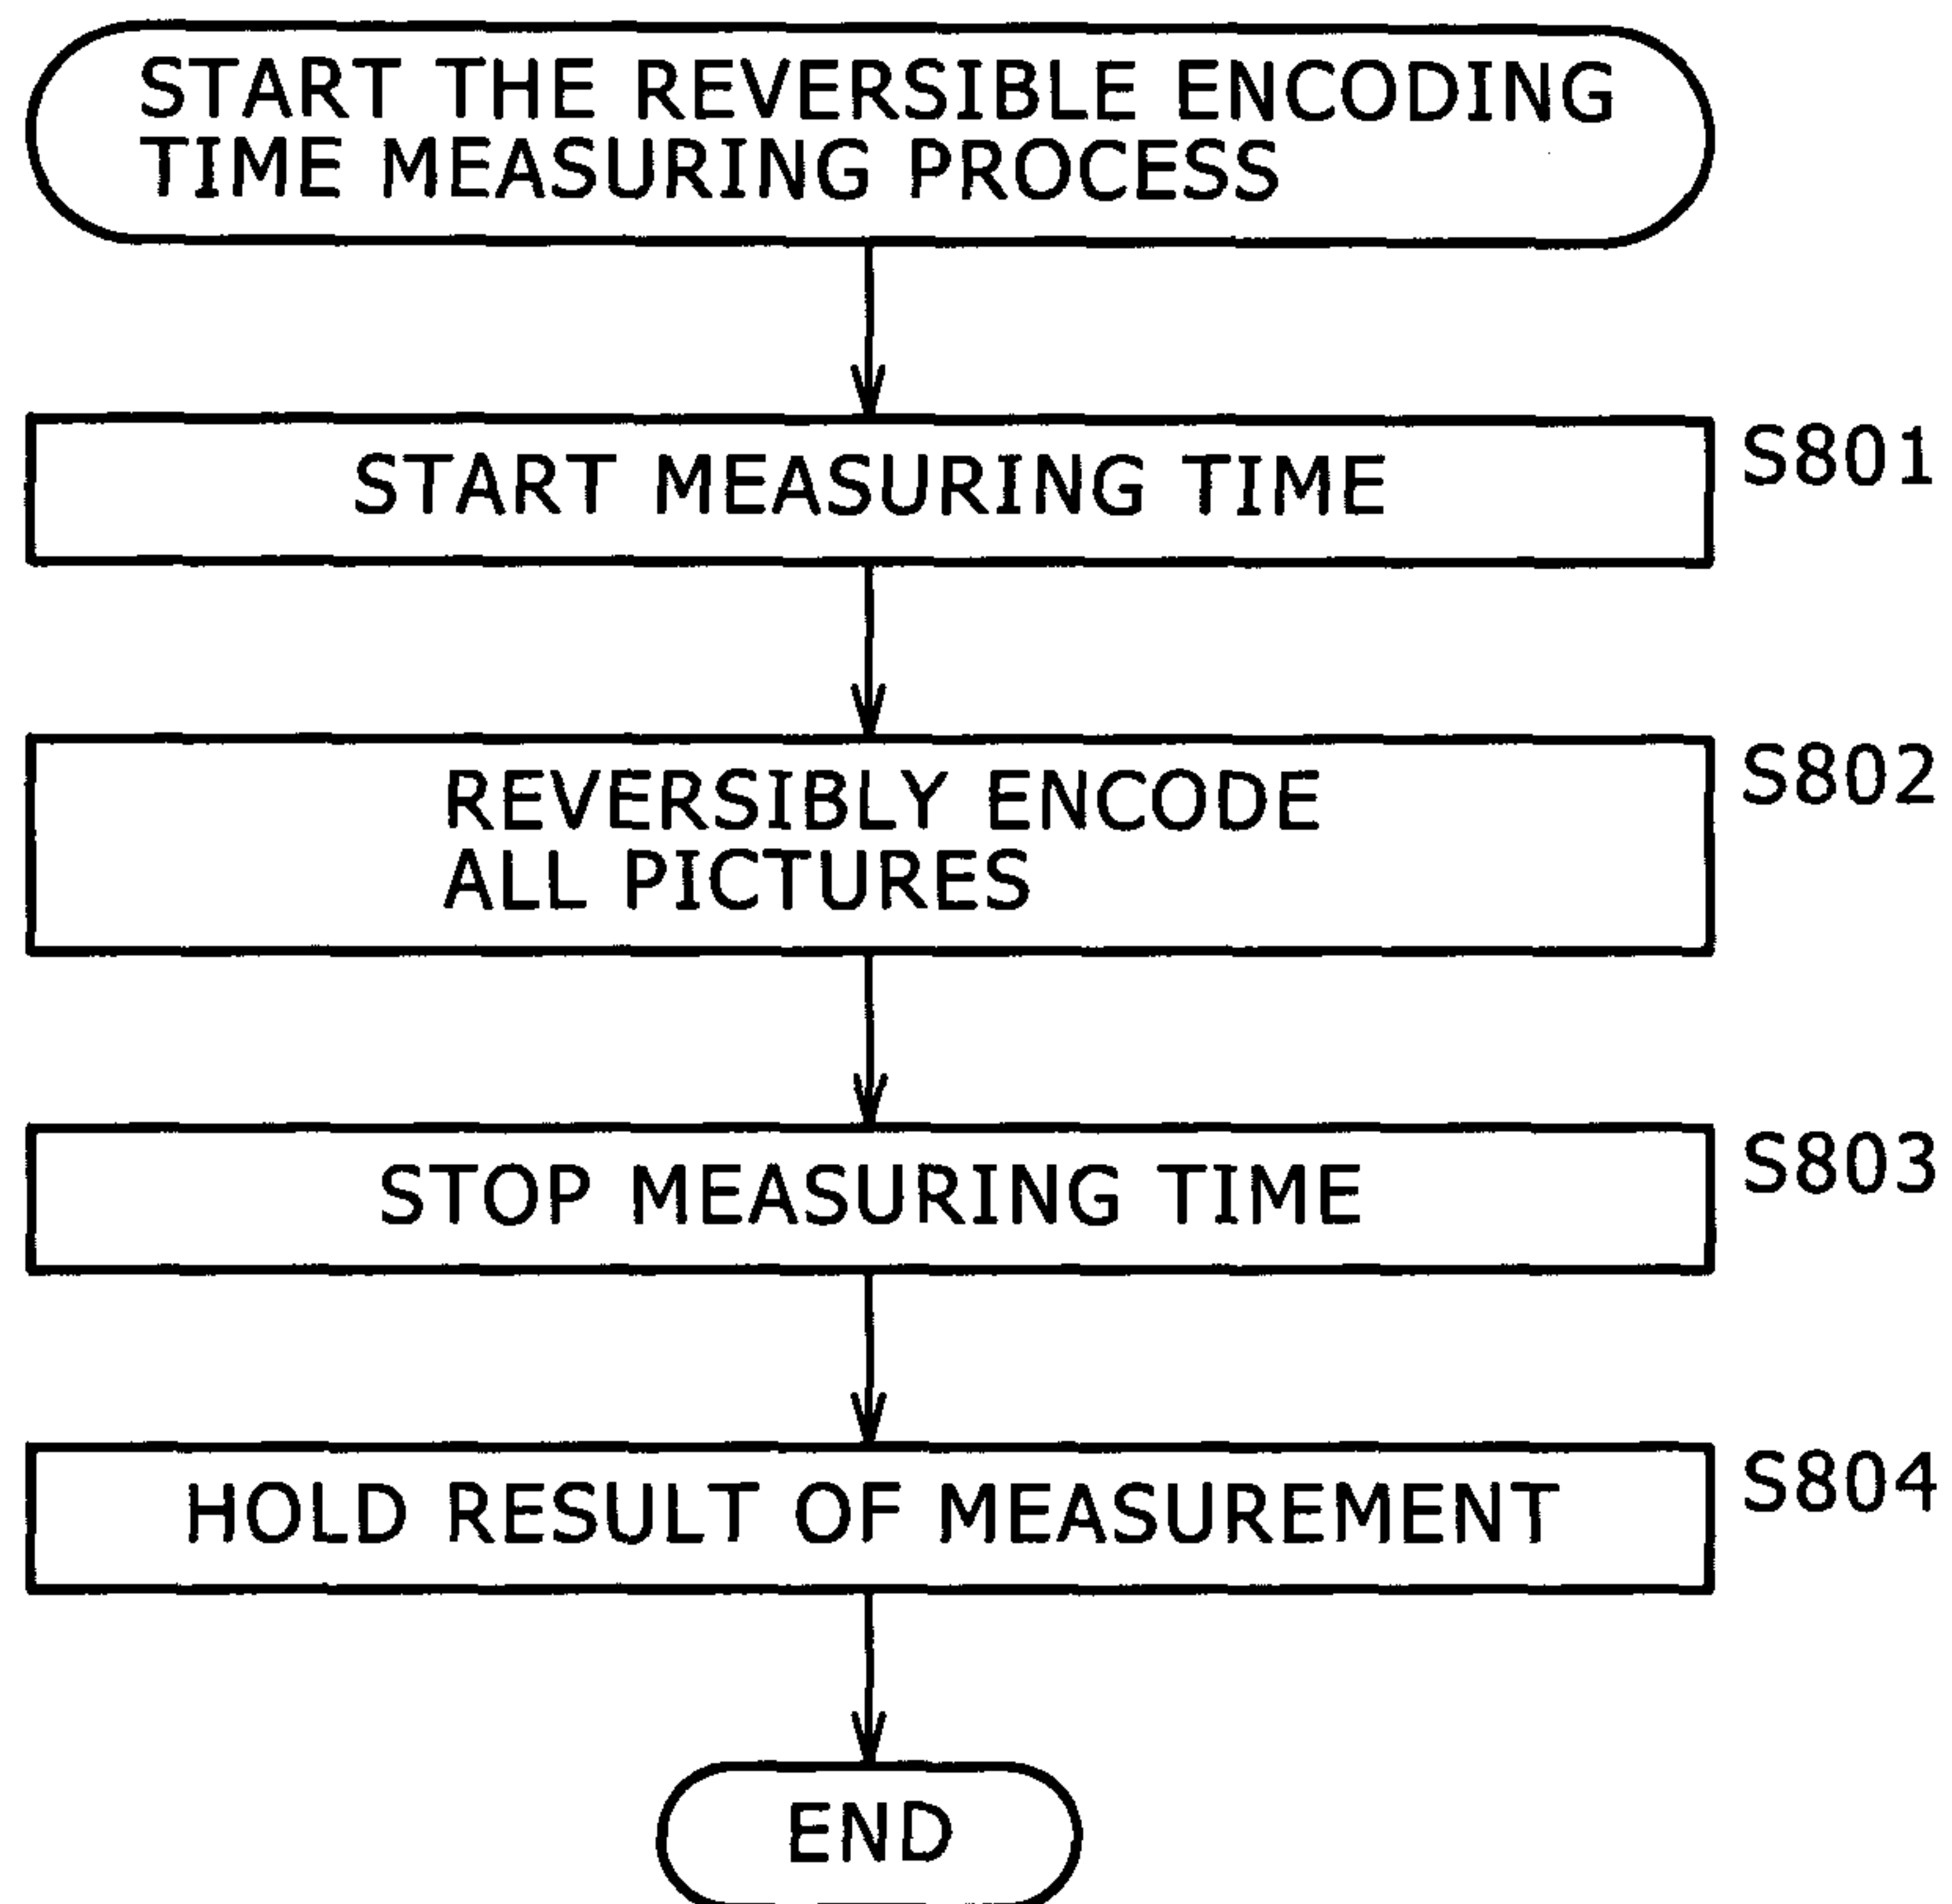 START THE REVERSIBLE ENCODING
TIME MEASURING PROCESS
START MEASURING TIME
S801
REVERSIBLY ENCODE
ALL PICTURES
S802
STOP MEASURING TIME
S803
HOLD RESULT OF MEASUREMENT
S804
END